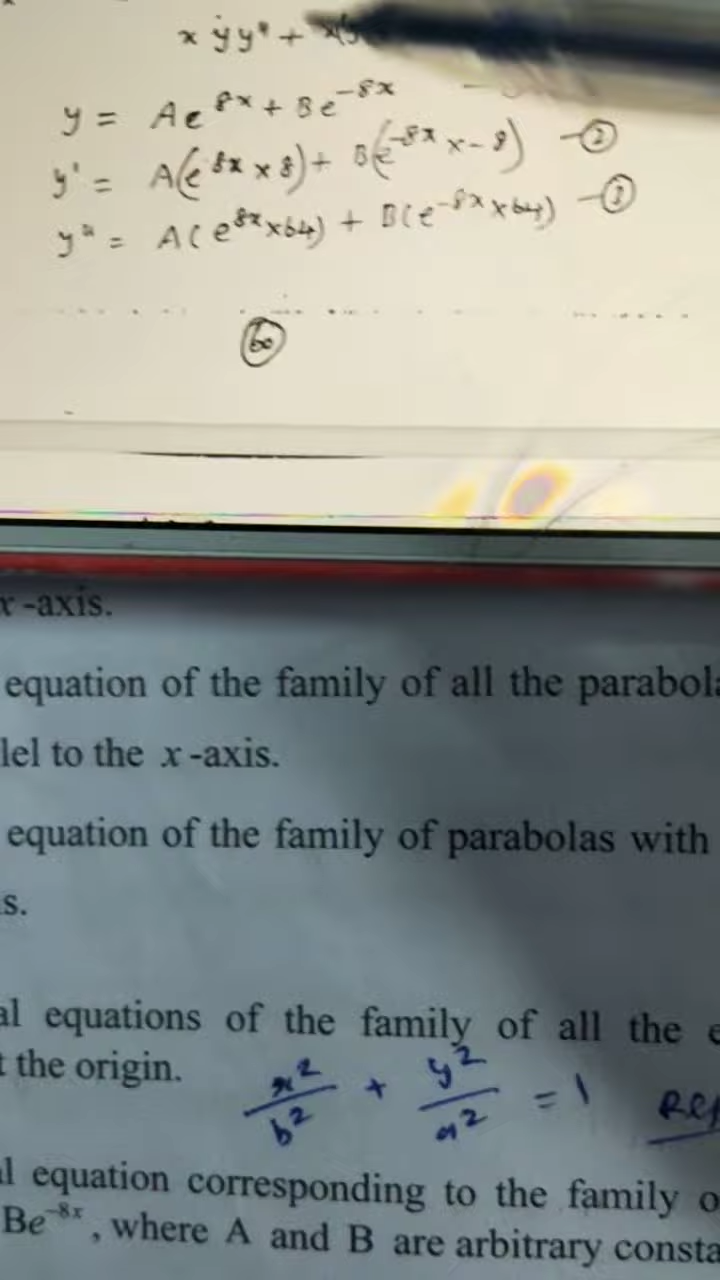 x ẏ y" +
y = Ae^8x + Be^-8x
y' = A(e^8x x 8) + B(e^-8x x -8) -②
y" = A(e^8x x 64) + B(e^-8x x 64) -③
60
x-axis.
equation of the family of all the parabola
lel to the x-axis.
equation of the family of parabolas with
s.
al equations of the family of all the e
t the origin. x²/b² + y²/a² = 1
l equation corresponding to the family o
Be^-8x, where A and B are arbitrary consta